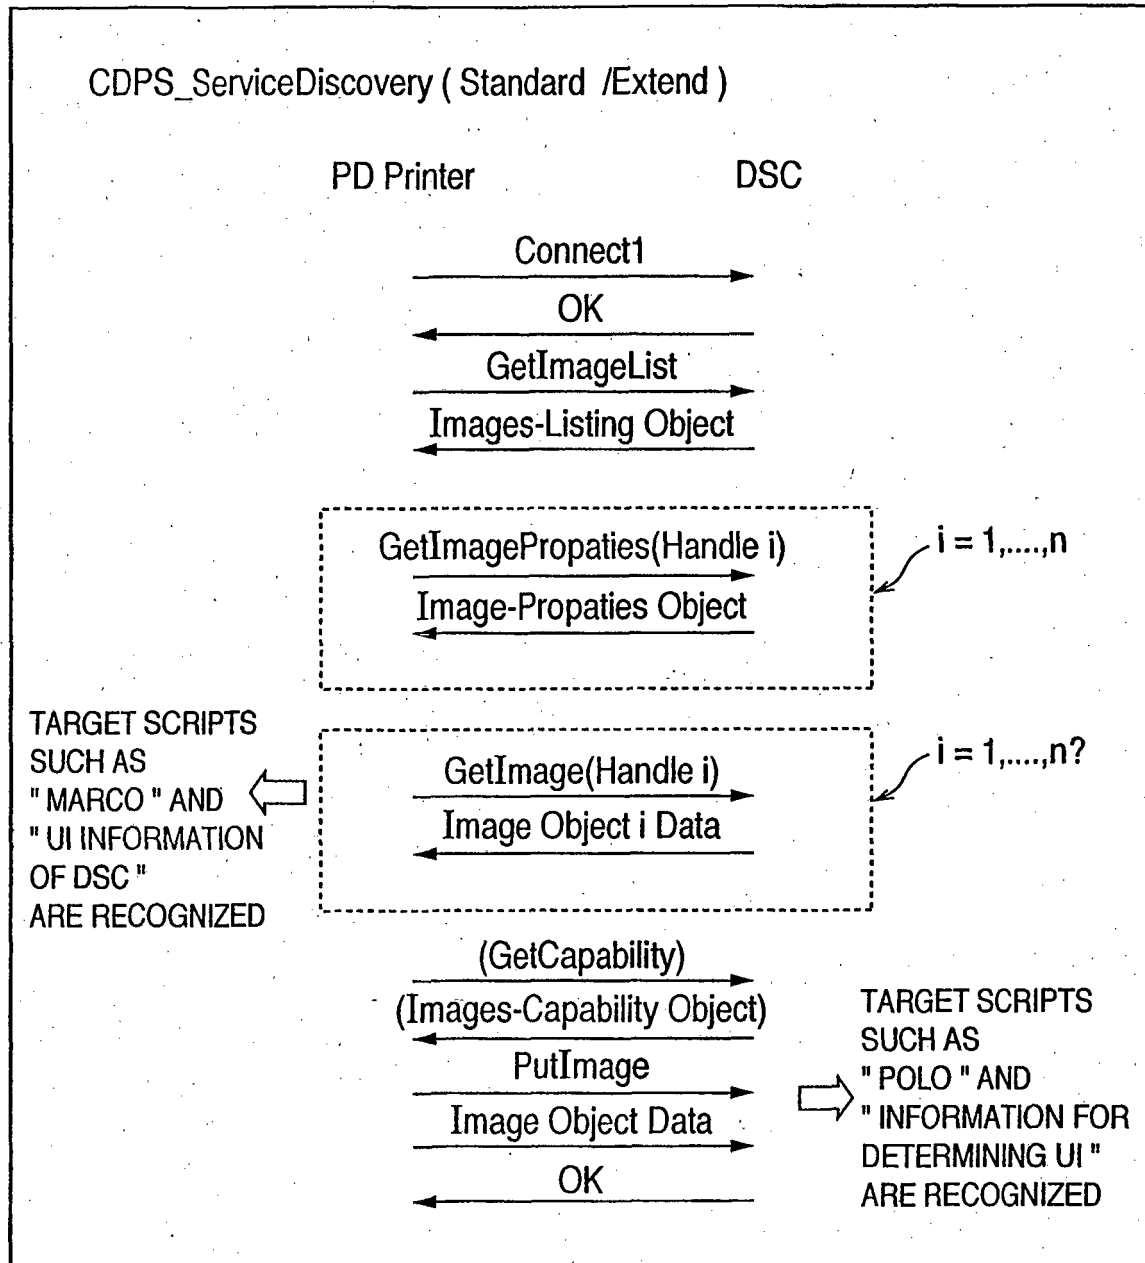 CDPS_ServiceDiscovery ( Standard /Extend )
PD Printer DSC
Connect1
OK
GetImageList
Images-Listing Object
GetImagePropaties(Handle i)
i = 1,....,n
Image-Propaties Object
TARGET SCRIPTS
SUCH AS
" MARCO " AND
" UI INFORMATION
OF DSC "
ARE RECOGNIZED
GetImage(Handle i)
i = 1,....,n?
Image Object i Data
(GetCapability)
(Images-Capability Object)
PutImage
Image Object Data
OK
TARGET SCRIPTS
SUCH AS
" POLO " AND
" INFORMATION FOR
DETERMINING UI "
ARE RECOGNIZED